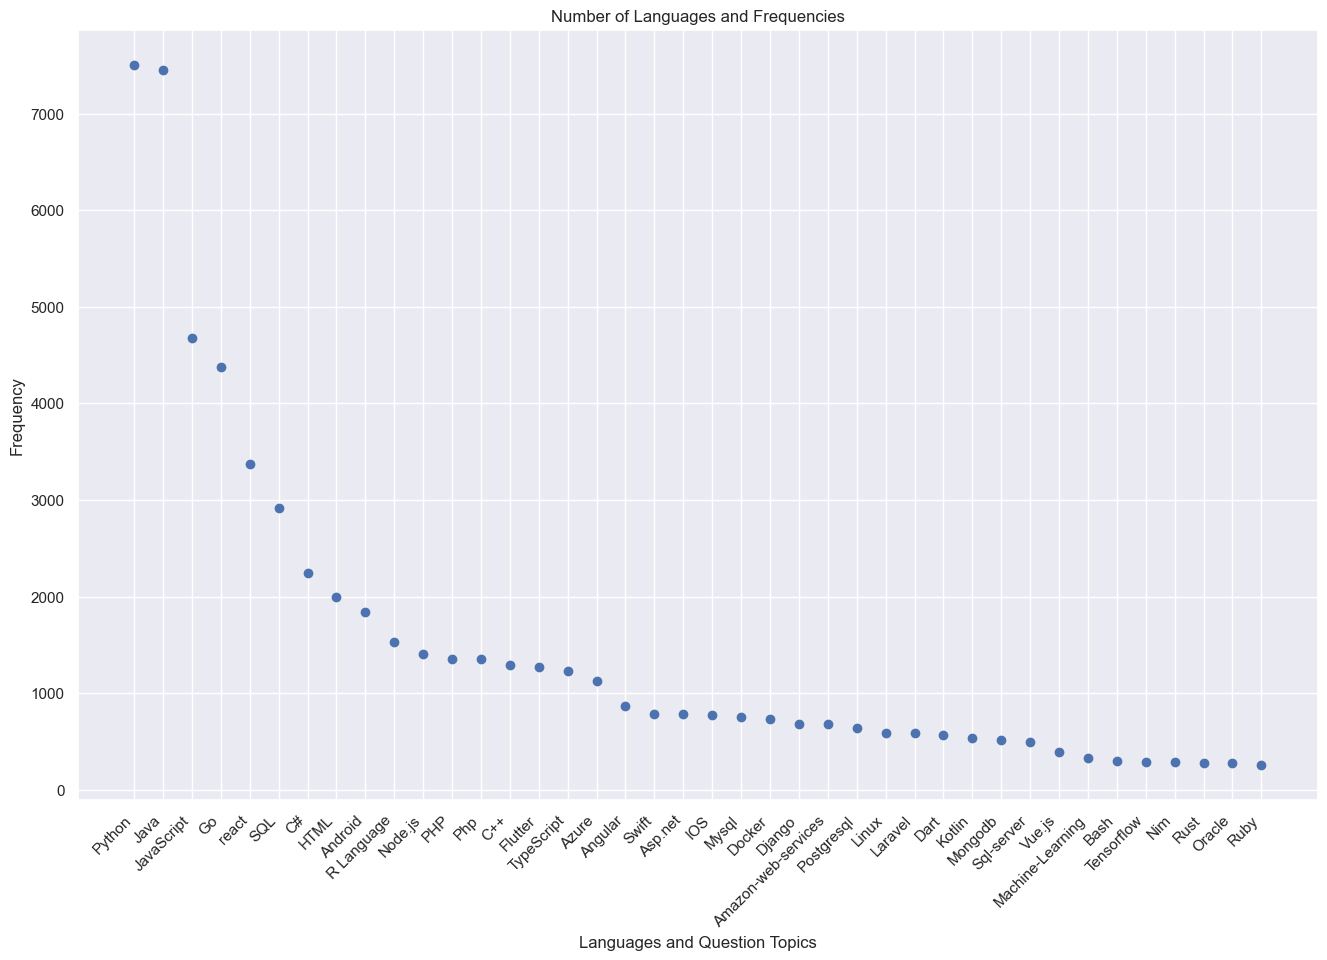 Number of Languages and Frequencies
Frequency
7000
6000
5000
4000
3000
2000
1000
0
Python
Java
JavaScript
Go
react
SQL
C#
HTML
Android
R Language
Node.js
PHP
Php
C++
Flutter
TypeScript
Azure
Angular
Swift
Asp.net
IOS
Mysql
Docker
Django
Amazon-web-services
Postgresql
Linux
Laravel
Dart
Kotlin
Mongodb
Sql-server
Vue.js
Machine-Learning
Bash
Tensorflow
Nim
Rust
Oracle
Ruby
Languages and Question Topics